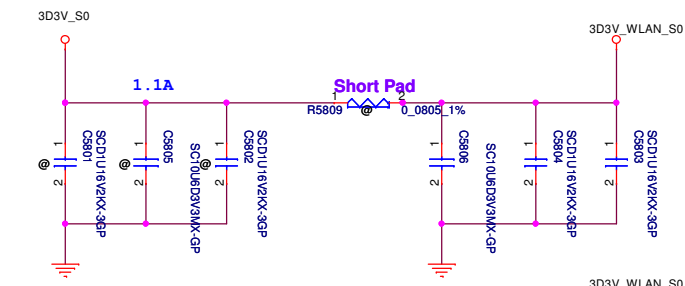 3D3V_S0
3D3V_WLAN_S0
1.1A
Short Pad
1
2
R5809
@
0_0805_1%
1
2
@
C5801
SCD1U16V2KX-3GP
1
2
@
C5805
SC10U6D3V3MX-GP
1
2
@
C5802
SCD1U16V2KX-3GP
1
2
C5806
SC10U6D3V3MX-GP
1
2
C5804
SCD1U16V2KX-3GP
1
2
C5803
SCD1U16V2KX-3GP
3D3V_WLAN_S0